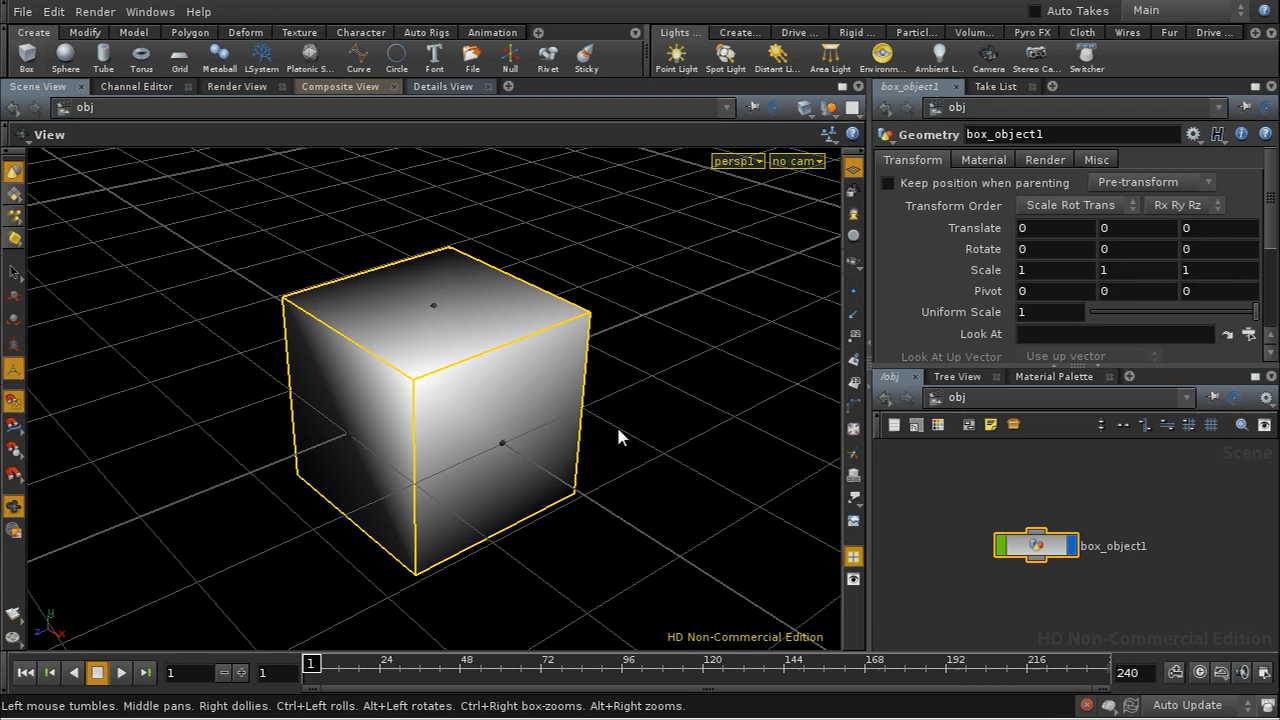 File Edit Render Windows Help
Auto Takes Main
Create Modify Model Polygon Deform Texture Character Auto Rigs Animation
Lights ... Create... Drive ... Rigid ... Particl... Volum... Pyro FX Cloth Wires Fur Drive ...
Box Sphere Tube Torus Grid Metaball LSystem Platonic S... Curve Circle Font File Null Rivet Sticky
Point Light Spot Light Distant Li... Area Light Environm... Ambient L... Camera Stereo Ca... Switcher
Scene View Channel Editor Render View Composite View Details View
box_object1 Take List
obj
obj
View
Geometry box_object1
persp1 no cam
Transform Material Render Misc
Keep position when parenting Pre-transform
Transform Order Scale Rot Trans Rx Ry Rz
Translate 0 0 0
Rotate 0 0 0
Scale 1 1 1
Pivot 0 0 0
Uniform Scale 1
Look At
Look At Up Vector Use up vector
/obj Tree View Material Palette
obj
Scene
box_object1
y
z x
HD Non-Commercial Edition
HD Non-Commercial Edition
1 1 1 24 48 72 96 120 144 168 192 216 240
Left mouse tumbles. Middle pans. Right dollies. Ctrl+Left rolls. Alt+Left rotates. Ctrl+Right box-zooms. Alt+Right zooms.
Auto Update